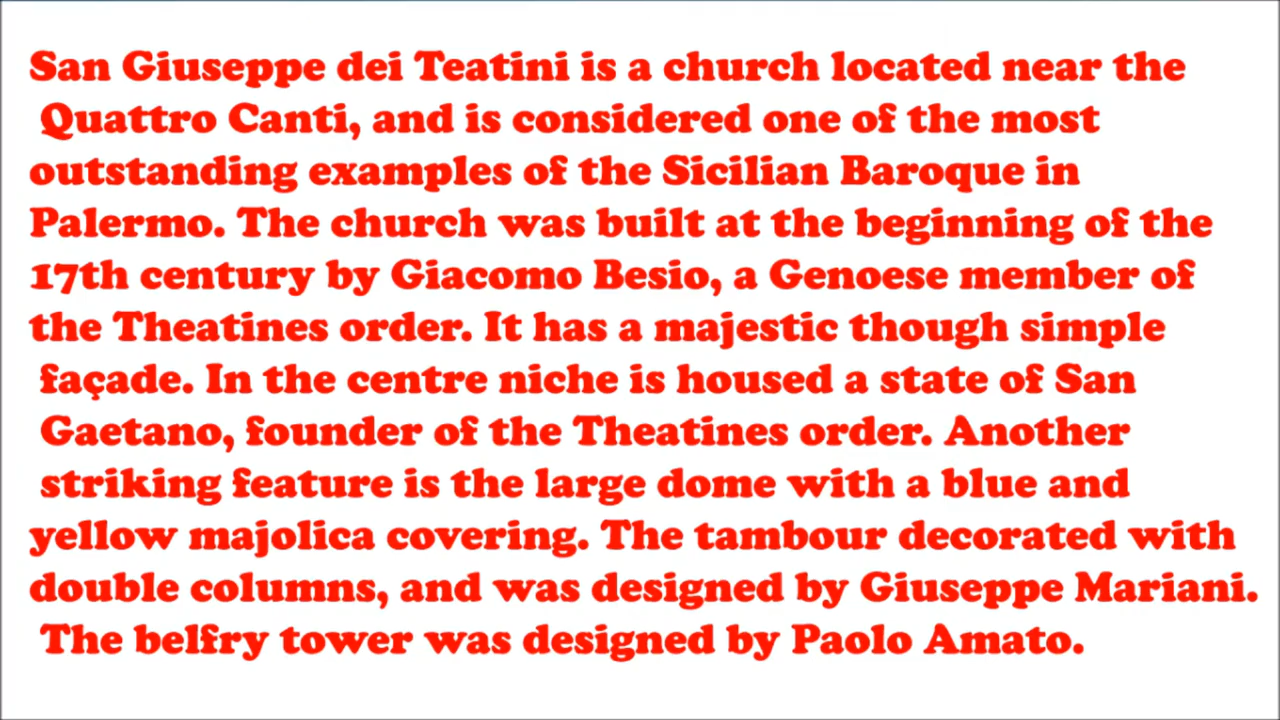 San Giuseppe dei Teatini is a church located near the
Quattro Canti, and is considered one of the most
outstanding examples of the Sicilian Baroque in
Palermo. The church was built at the beginning of the
17th century by Giacomo Besio, a Genoese member of
the Theatines order. It has a majestic though simple
façade. In the centre niche is housed a state of San
Gaetano, founder of the Theatines order. Another
striking feature is the large dome with a blue and
yellow majolica covering. The tambour decorated with
double columns, and was designed by Giuseppe Mariani.
The belfry tower was designed by Paolo Amato.